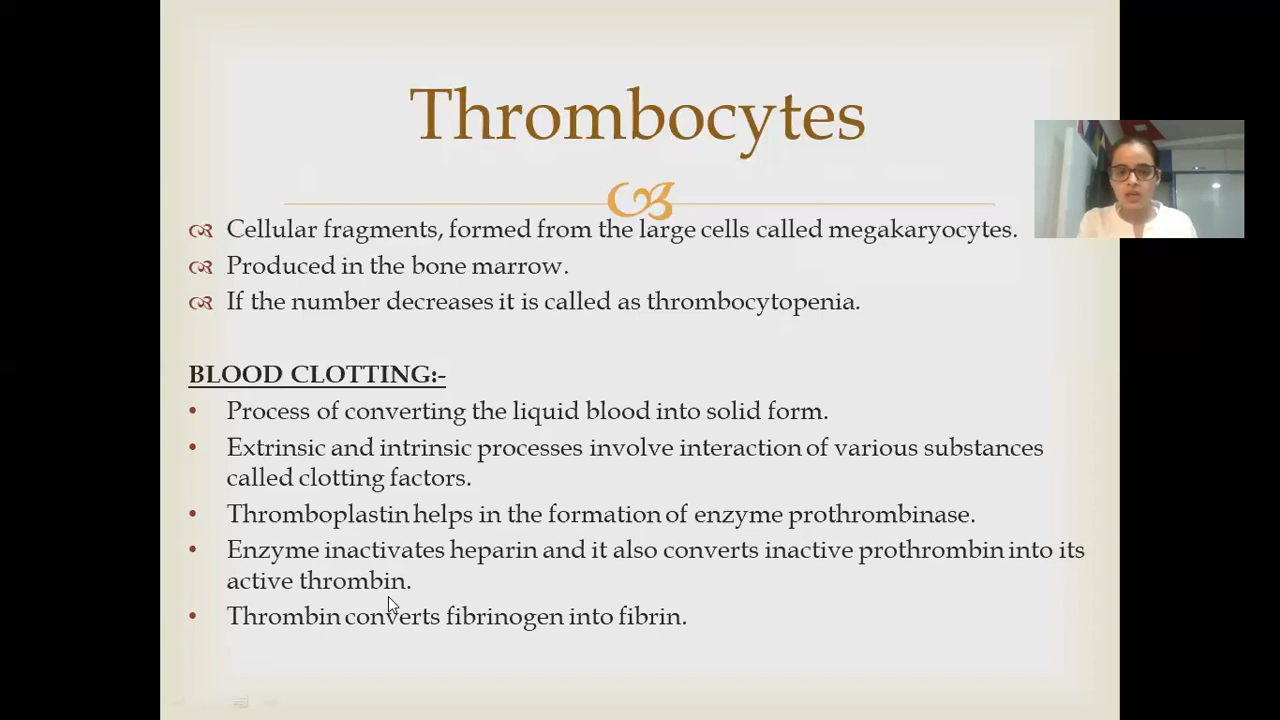 Thrombocytes
Cellular fragments, formed from the large cells called megakaryocytes.
Produced in the bone marrow.
If the number decreases it is called as thrombocytopenia.
BLOOD CLOTTING:-
• Process of converting the liquid blood into solid form.
• Extrinsic and intrinsic processes involve interaction of various substances
called clotting factors.
• Thromboplastin helps in the formation of enzyme prothrombinase.
• Enzyme inactivates heparin and it also converts inactive prothrombin into its
active thrombin.
• Thrombin converts fibrinogen into fibrin.